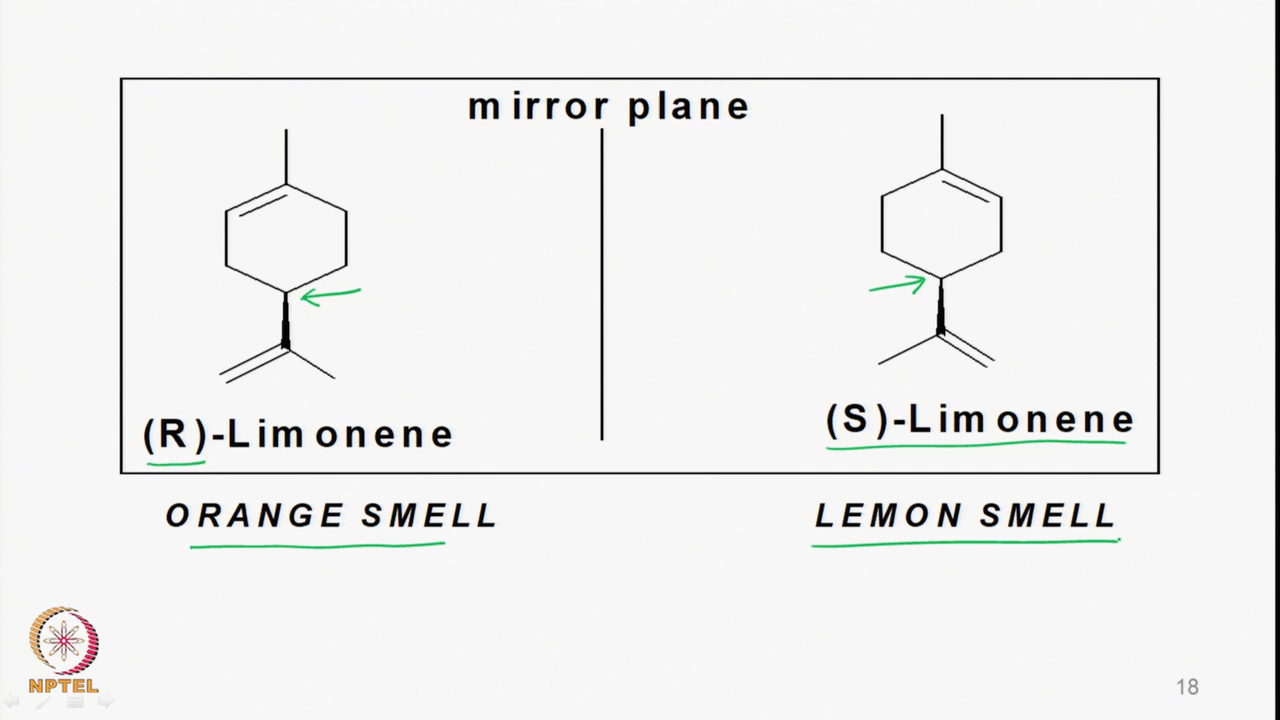 mirror plane
(R)-Limonene
(S)-Limonene
ORANGE SMELL
LEMON SMELL
NPTEL
18